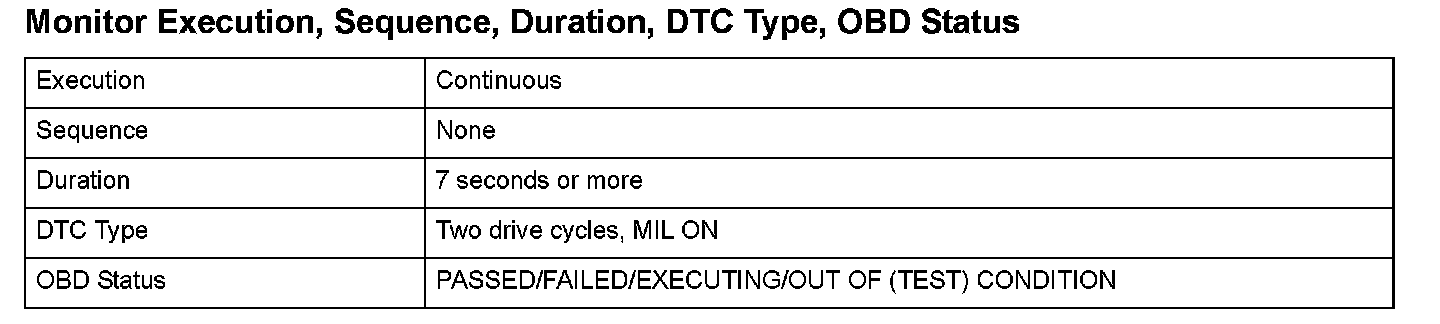 Monitor Execution, Sequence, Duration, DTC Type, OBD Status
Execution Continuous
Sequence None
Duration 7 seconds or more
DTC Type Two drive cycles, MIL ON
OBD Status PASSED/FAILED/EXECUTING/OUT OF (TEST) CONDITION